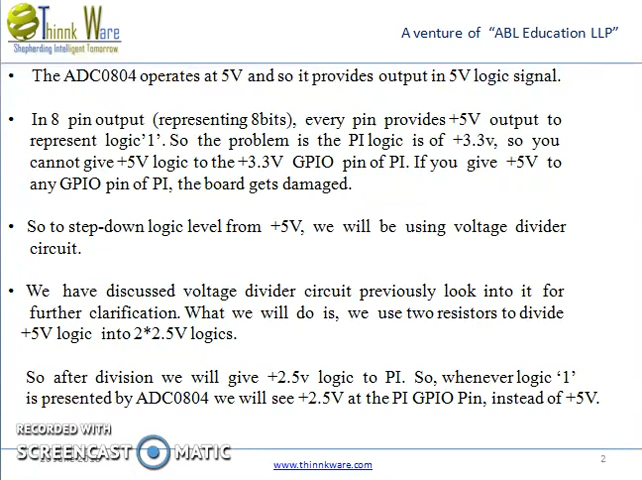 Thinnk Ware
Shepherding Intelligent Tomorrow
A venture of “ABL Education LLP”
• The ADC0804 operates at 5V and so it provides output in 5V logic signal.
• In 8 pin output (representing 8bits), every pin provides +5V output to
represent logic’1’. So the problem is the PI logic is of +3.3v, so you
cannot give +5V logic to the +3.3V GPIO pin of PI. If you give +5V to
any GPIO pin of PI, the board gets damaged.
• So to step-down logic level from +5V, we will be using voltage divider
circuit.
• We have discussed voltage divider circuit previously look into it for
further clarification. What we will do is, we use two resistors to divide
+5V logic into 2*2.5V logics.
So after division we will give +2.5v logic to PI. So, whenever logic ‘1’
is presented by ADC0804 we will see +2.5V at the PI GPIO Pin, instead of +5V.
RECORDED WITH
SCREENCAST MATIC
www.thinnkware.com
2